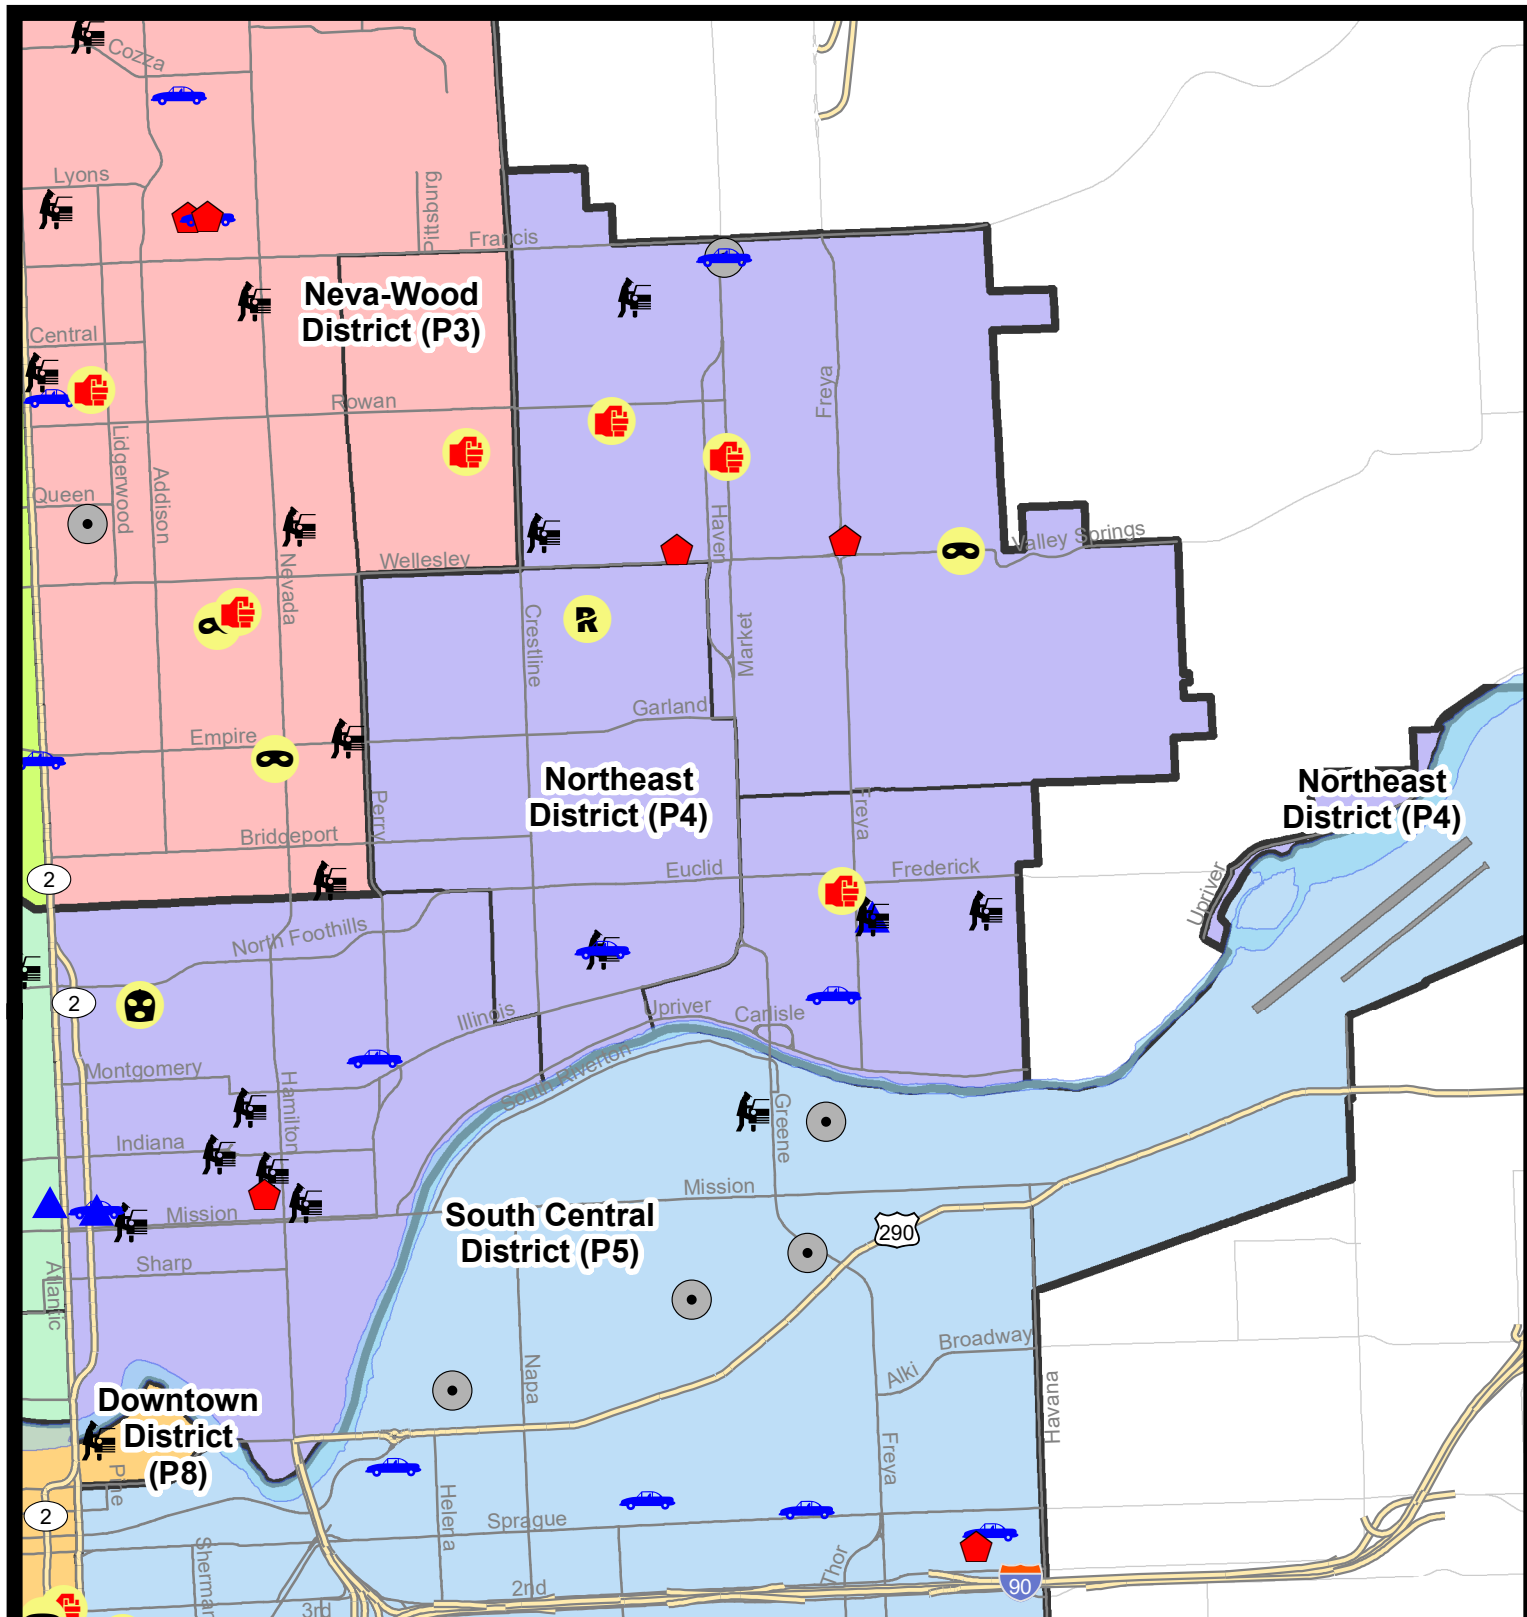 Cozza
Lyons
Pittsburg
Francis
Neva-Wood
District (P3)
Central
Rowan
Freya
Lidgerwood
Addison
Queen
Haven
Valley Springs
Wellesley
Nevada
Crestline
Market
Garland
Empire
Northeast
District (P4)
Northeast
District (P4)
Perry
Freya
Bridgeport
Euclid
Frederick
2
Upriver
North Foothills
2
Illinois
Upriver
Carlisle
South Riverton
Montgomery
Hamilton
Greene
Indiana
Mission
Mission
South Central
District (P5)
290
Sharp
Atlantic
Broadway
Alki
Napa
Havana
Downtown
District
(P8)
Pine
Freya
Helena
2
Sprague
Sherman
Thor
2nd
90
3rd